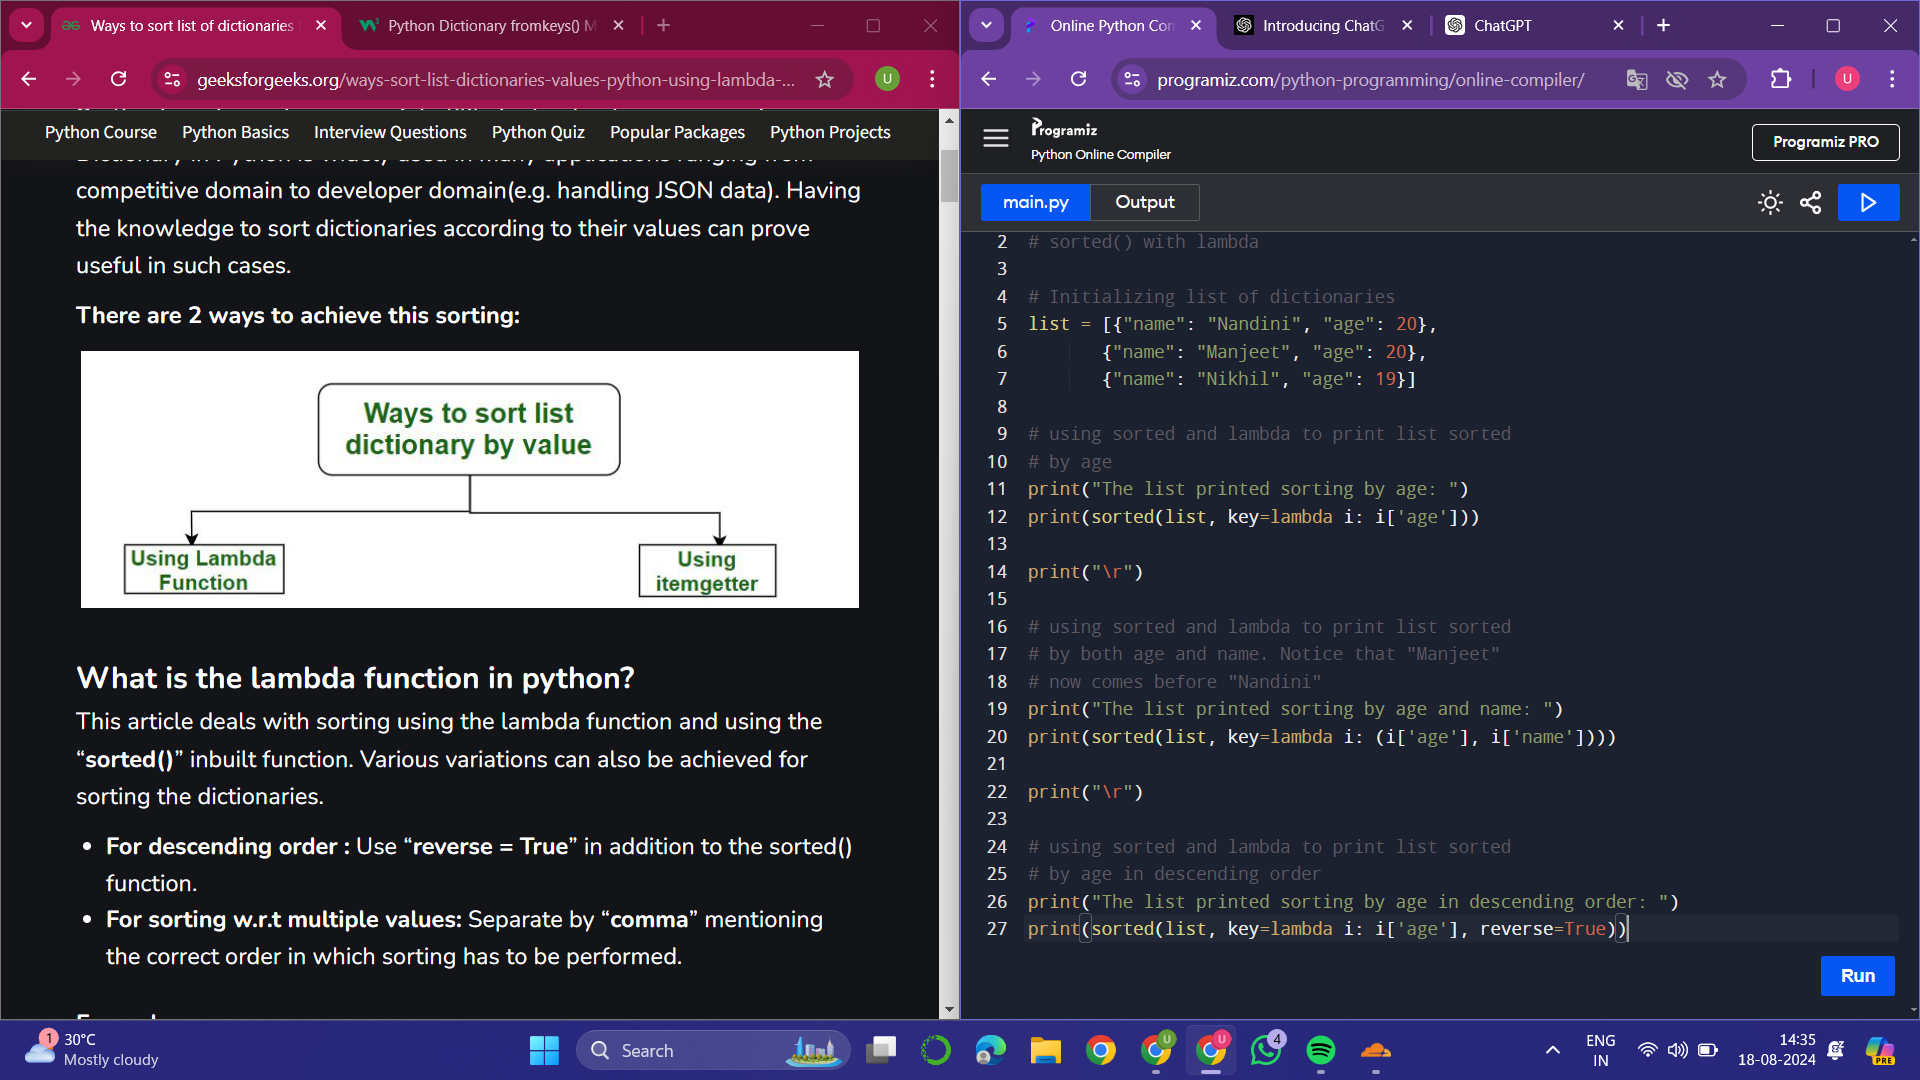 Ways to sort list of dictionaries
Python Dictionary fromkeys() M
geeksforgeeks.org/ways-sort-list-dictionaries-values-python-using-lambda-...
U
Python Course
Python Basics
Interview Questions
Python Quiz
Popular Packages
Python Projects
Dictionary in Python is widely used in many applications ranging from
competitive domain to developer domain(e.g. handling JSON data). Having
the knowledge to sort dictionaries according to their values can prove
useful in such cases.
There are 2 ways to achieve this sorting:
Ways to sort list
dictionary by value
Using Lambda
Function
Using
itemgetter
What is the lambda function in python?
This article deals with sorting using the lambda function and using the
“sorted()” inbuilt function. Various variations can also be achieved for
sorting the dictionaries.
• For descending order : Use “reverse = True” in addition to the sorted()
function.
• For sorting w.r.t multiple values: Separate by “comma” mentioning
the correct order in which sorting has to be performed.
Online Python Con
Introducing ChatG
ChatGPT
programiz.com/python-programming/online-compiler/
U
Programiz
Python Online Compiler
Programiz PRO
main.py
Output
2 # sorted() with lambda
3
4 # Initializing list of dictionaries
5 list = [{"name": "Nandini", "age": 20},
6 {"name": "Manjeet", "age": 20},
7 {"name": "Nikhil", "age": 19}]
8
9 # using sorted and lambda to print list sorted
10 # by age
11 print("The list printed sorting by age: ")
12 print(sorted(list, key=lambda i: i['age']))
13
14 print("\r")
15
16 # using sorted and lambda to print list sorted
17 # by both age and name. Notice that "Manjeet"
18 # now comes before "Nandini"
19 print("The list printed sorting by age and name: ")
20 print(sorted(list, key=lambda i: (i['age'], i['name'])))
21
22 print("\r")
23
24 # using sorted and lambda to print list sorted
25 # by age in descending order
26 print("The list printed sorting by age in descending order: ")
27 print(sorted(list, key=lambda i: i['age'], reverse=True))
Run
1
30°C
Mostly cloudy
Search
U
U
4
ENG
IN
14:35
18-08-2024
PRE